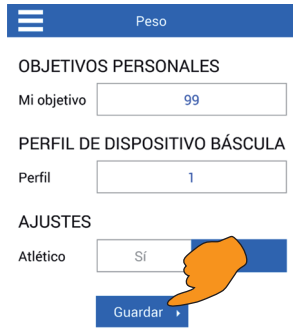 Peso
OBJETIVOS PERSONALES
Mi objetivo 99
PERFIL DE DISPOSITIVO BÁSCULA
Perfil 1
AJUSTES
Atlético Sí
Guardar